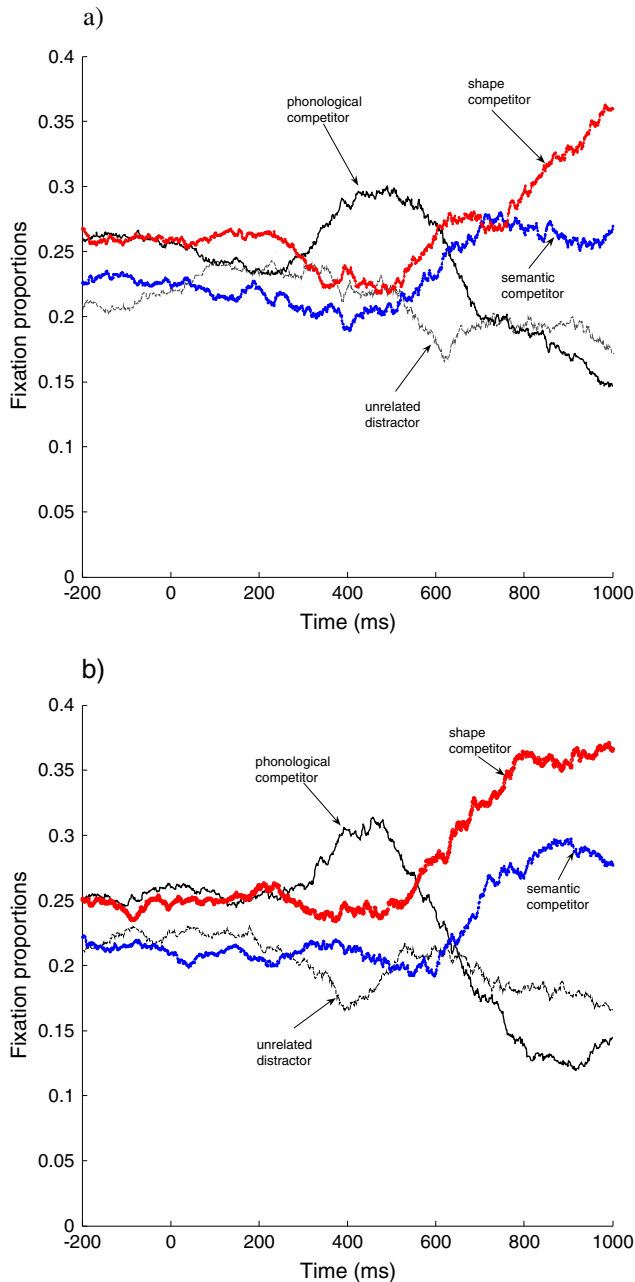 a)
0.4
shape
competitor
phonological
competitor
0.35
0.3
0.25
semantic
competitor
0.2
unrelated
distractor
0.15
0.1
0.05
0
Fixation proportions
-200 0 200 400 600 800 1000
Time (ms)
b)
0.4
shape
competitor
phonological
competitor
0.35
0.3
semantic
competitor
0.25
0.2
unrelated
distractor
0.15
0.1
0.05
0
Fixation proportions
-200 0 200 400 600 800 1000
Time (ms)